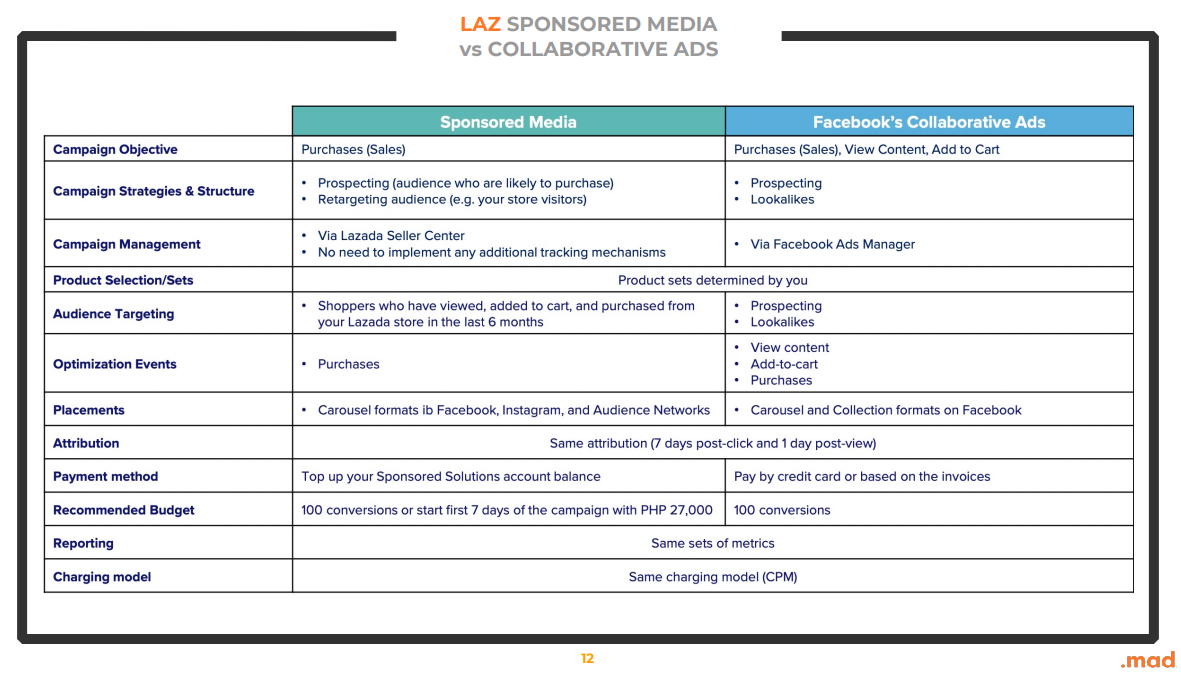 LAZ SPONSORED MEDIA
vs COLLABORATIVE ADS
Sponsored Media
Facebook's Collaborative Ads
Campaign Objective
Purchases (Sales)
Purchases (Sales), View Content, Add to Cart
Campaign Strategies & Structure
• Prospecting (audience who are likely to purchase)
• Retargeting audience (e.g. your store visitors)
• Prospecting
• Lookalikes
Campaign Management
• Via Lazada Seller Center
• No need to implement any additional tracking mechanisms
• Via Facebook Ads Manager
Product Selection/Sets
Product sets determined by you
Audience Targeting
• Shoppers who have viewed, added to cart, and purchased from
your Lazada store in the last 6 months
• Prospecting
• Lookalikes
Optimization Events
• Purchases
• View content
• Add-to-cart
• Purchases
Placements
• Carousel formats ib Facebook, Instagram, and Audience Networks
• Carousel and Collection formats on Facebook
Attribution
Same attribution (7 days post-click and 1 day post-view)
Payment method
Top up your Sponsored Solutions account balance
Pay by credit card or based on the invoices
Recommended Budget
100 conversions or start first 7 days of the campaign with PHP 27,000
100 conversions
Reporting
Same sets of metrics
Charging model
Same charging model (CPM)
12
.mad